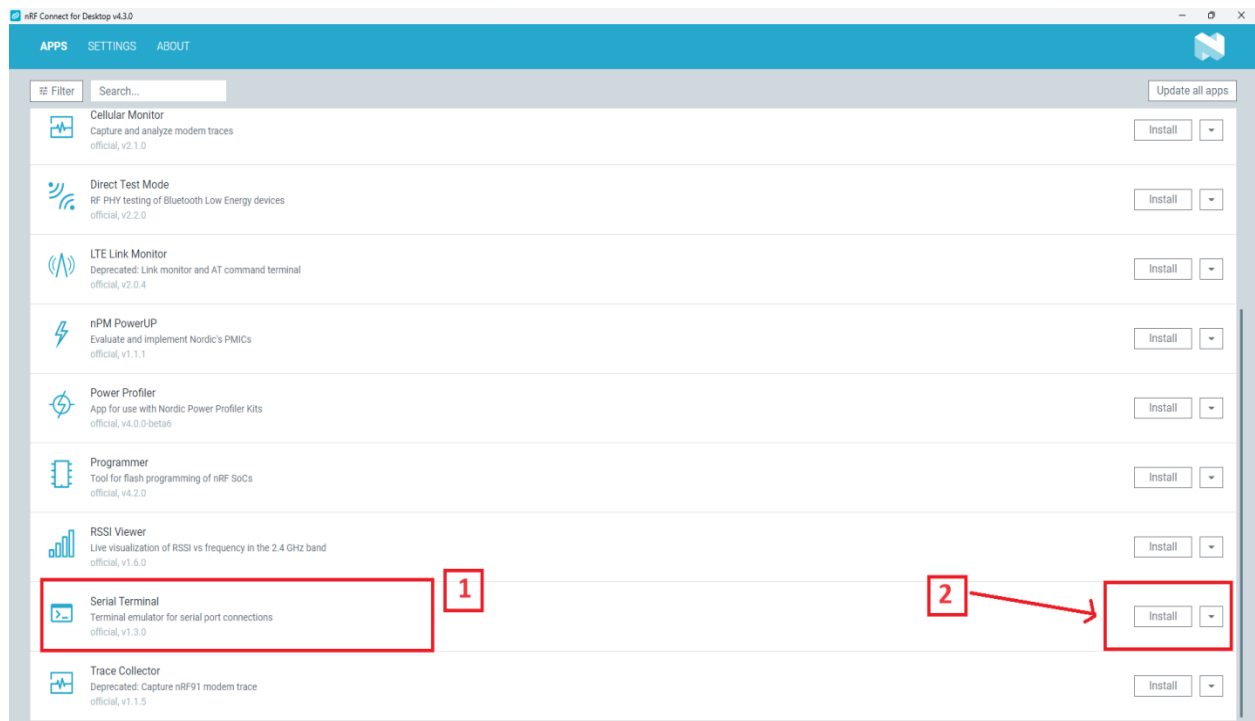 nRF Connect for Desktop v4.3.0
APPS SETTINGS ABOUT
Filter Search... Update all apps
Cellular Monitor
Capture and analyze modem traces
official, v2.1.0
Install
Direct Test Mode
RF PHY testing of Bluetooth Low Energy devices
official, v2.2.0
Install
LTE Link Monitor
Deprecated: Link monitor and AT command terminal
official, v2.0.4
Install
nPM PowerUP
Evaluate and implement Nordic's PMICs
official, v1.1.1
Install
Power Profiler
App for use with Nordic Power Profiler Kits
official, v4.0.0-beta6
Install
Programmer
Tool for flash programming of nRF SoCs
official, v4.2.0
Install
RSSI Viewer
Live visualization of RSSI vs frequency in the 2.4 GHz band
official, v1.6.0
Install
1
Serial Terminal
Terminal emulator for serial port connections
official, v1.3.0
2
Install
Trace Collector
Deprecated: Capture nRF91 modem trace
official, v1.1.5
Install